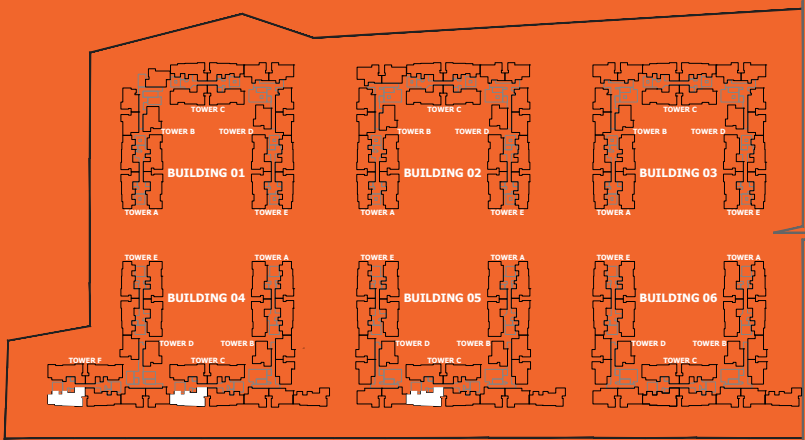 TOWER C
TOWER C
TOWER C
TOWER B TOWER D
TOWER B TOWER D
TOWER B TOWER D
BUILDING 01
BUILDING 02
BUILDING 03
TOWER A TOWER E
TOWER A TOWER E
TOWER A TOWER E
TOWER E TOWER A
TOWER E TOWER A
TOWER E TOWER A
BUILDING 04
BUILDING 05
BUILDING 06
TOWER D TOWER B
TOWER D TOWER B
TOWER D TOWER B
TOWER F
TOWER C
TOWER C
TOWER C